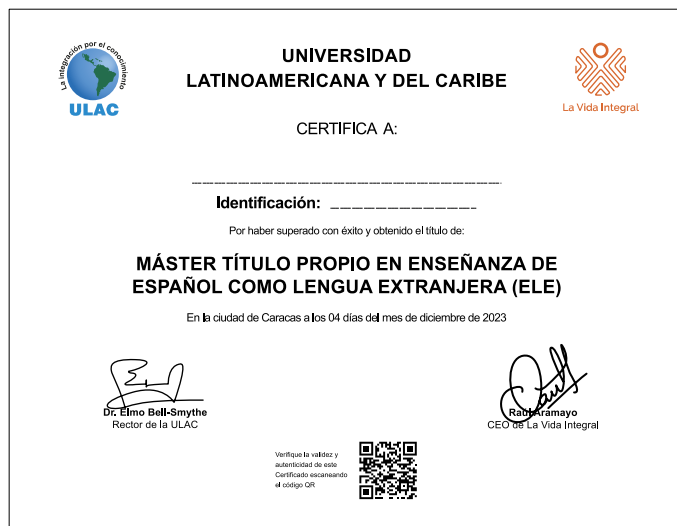 La integración por el conocimiento
ULAC
UNIVERSIDAD
LATINOAMERICANA Y DEL CARIBE
La Vida Integral
CERTIFICA A:
Identificación:
Por haber superado con éxito y obtenido el título de:
MÁSTER TÍTULO PROPIO EN ENSEÑANZA DE
ESPAÑOL COMO LENGUA EXTRANJERA (ELE)
En la ciudad de Caracas a los 04 días del mes de diciembre de 2023
Dr. Elmo Bell-Smythe
Rector de la ULAC
Raúl Aramayo
CEO de La Vida Integral
Verifique la validez y
autenticidad de este
Certificado escaneando
el código QR